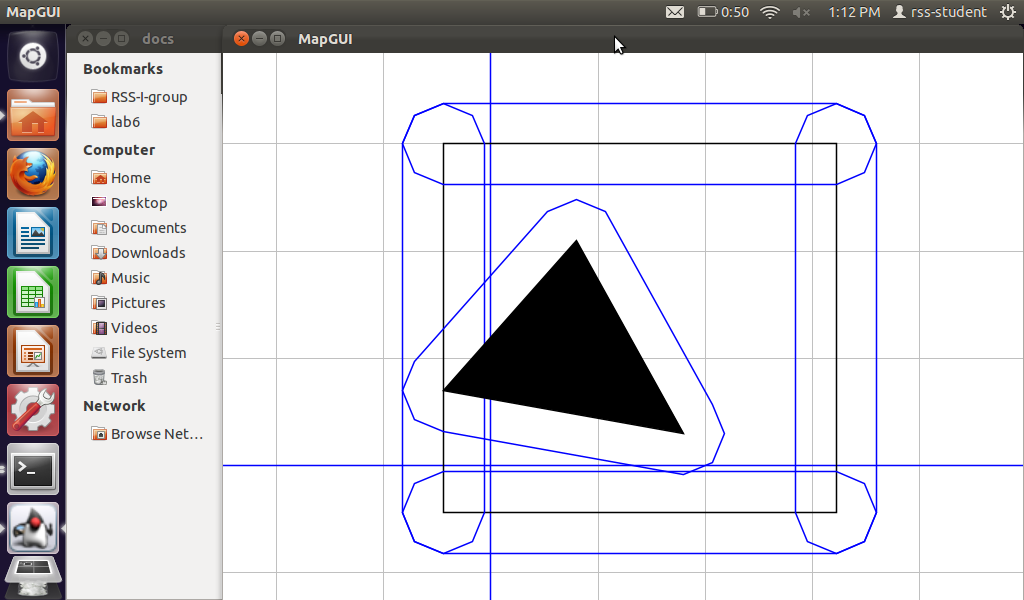 MapGUI
0:50
1:12 PM
rss-student
docs
MapGUI
Bookmarks
RSS-I-group
lab6
Computer
Home
Desktop
Documents
Downloads
Music
Pictures
Videos
File System
Trash
Network
Browse Net…